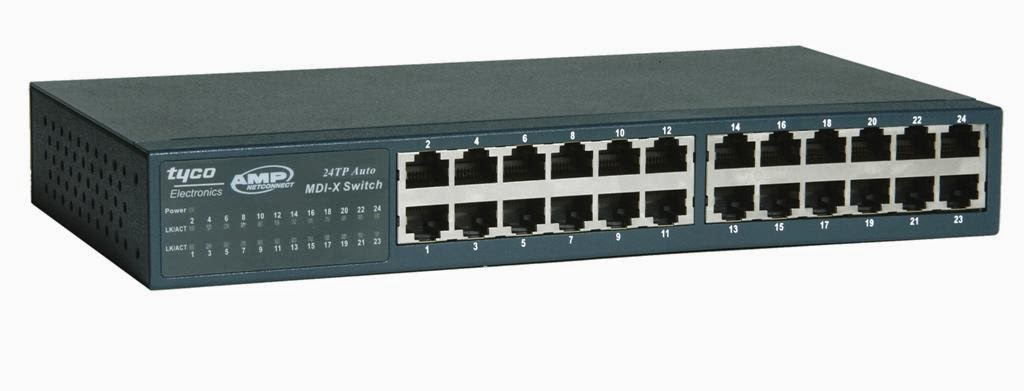 tyco
Electronics
AMP
NETCONNECT
24TP Auto
MDI-X Switch
Power
2 4 6 8 10 12 14 16 18 20 22 24
LK/ACT
LK/ACT
1 3 5 7 9 11 13 15 17 19 21 23
2 4 6 8 10 12
1 3 5 7 9 11
14 16 18 20 22 24
13 15 17 19 21 23